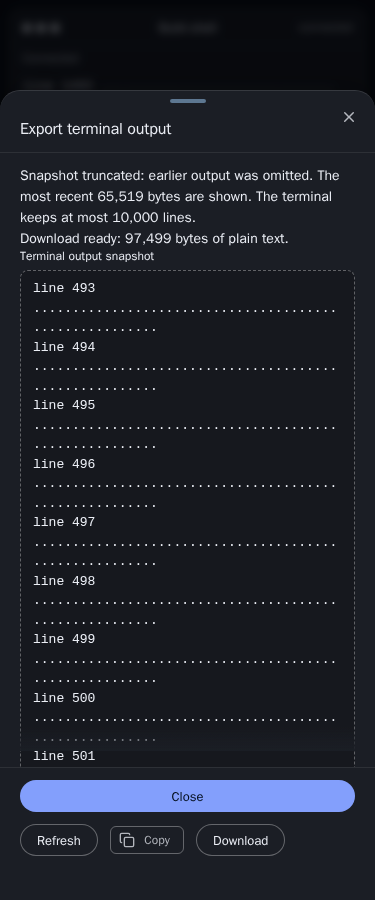 Export terminal output
Snapshot truncated: earlier output was omitted. The
most recent 65,519 bytes are shown. The terminal
keeps at most 10,000 lines.
Download ready: 97,499 bytes of plain text.
Terminal output snapshot
line 493
.......................................
................
line 494
.......................................
................
line 495
.......................................
................
line 496
.......................................
................
line 497
.......................................
................
line 498
.......................................
................
line 499
.......................................
................
line 500
.......................................
................
line 501
Close
Refresh
Copy
Download